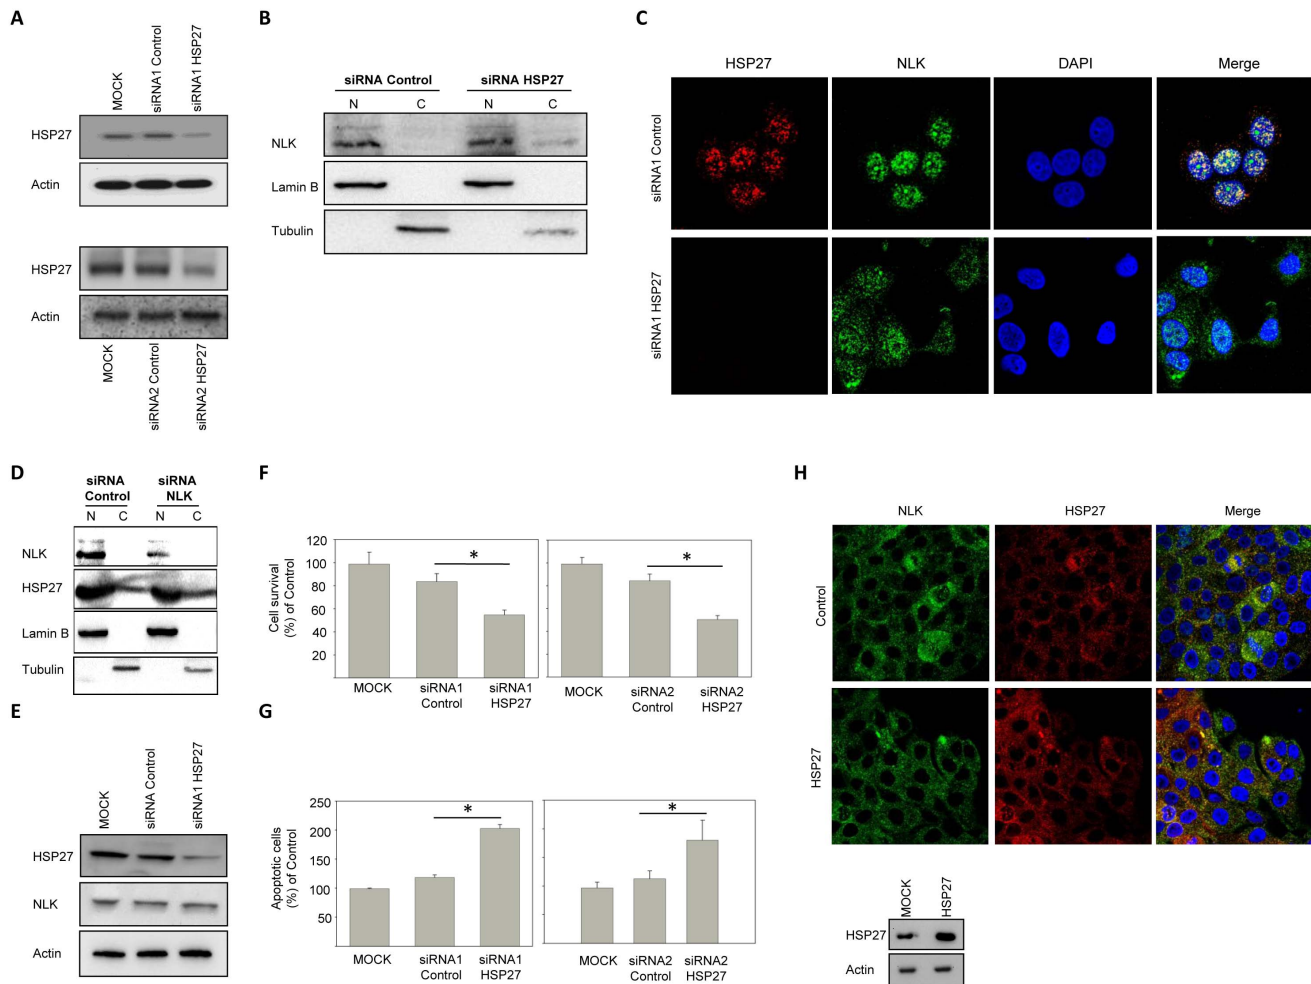 A
MOCK
siRNA1 Control
siRNA1 HSP27
HSP27
Actin
HSP27
Actin
MOCK
siRNA2 Control
siRNA2 HSP27
B
siRNA Control
siRNA HSP27
N
C
N
C
NLK
Lamin B
Tubulin
C
HSP27
NLK
DAPI
Merge
siRNA1 Control
siRNA1 HSP27
D
siRNA
Control
siRNA
NLK
N
C
N
C
NLK
HSP27
Lamin B
Tubulin
E
MOCK
siRNA Control
siRNA1 HSP27
HSP27
NLK
Actin
F
Cell survival
(%) of Control
120
100
80
60
40
20
*
*
MOCK
siRNA1
Control
siRNA1
HSP27
MOCK
siRNA2
Control
siRNA2
HSP27
G
Apoptotic cells
(%) of Control
250
200
150
100
50
*
*
MOCK
siRNA1
Control
siRNA1
HSP27
MOCK
siRNA2
Control
siRNA2
HSP27
H
NLK
HSP27
Merge
Control
HSP27
MOCK
HSP27
HSP27
Actin